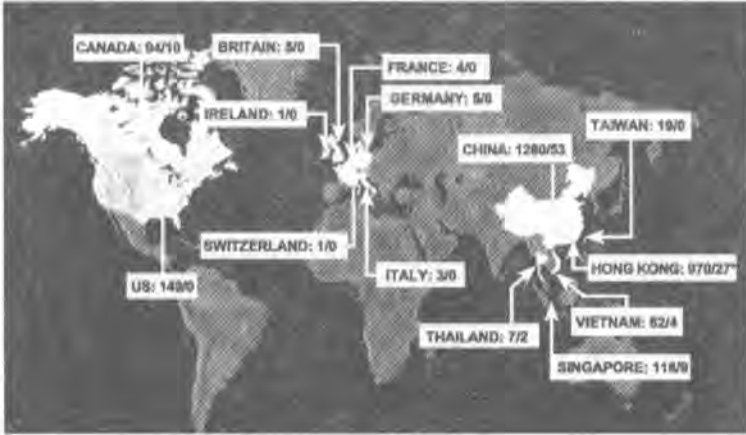 CANADA: 94/10
BRITAIN: 5/0
FRANCE: 4/0
GERMANY: 5/0
IRELAND: 1/0
TAIWAN: 19/0
CHINA: 1280/53
SWITZERLAND: 1/0
ITALY: 3/0
HONG KONG: 970/27*
US: 149/0
THAILAND: 7/2
VIETNAM: 62/4
SINGAPORE: 118/9